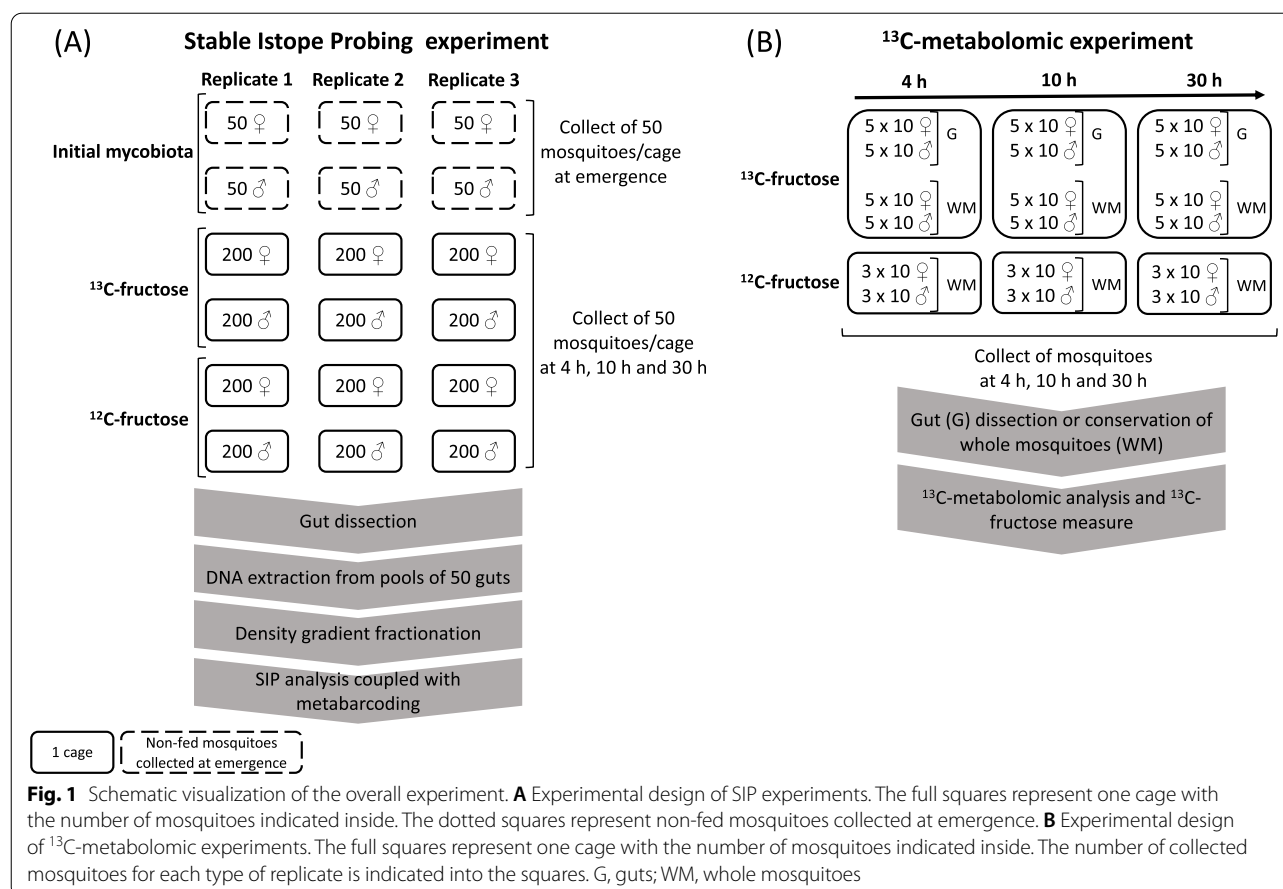 (A) Stable Istope Probing experiment
Replicate 1 Replicate 2 Replicate 3
Initial mycobiota
50 ♀ 50 ♀ 50 ♀
50 ♂ 50 ♂ 50 ♂
Collect of 50
mosquitoes/cage
at emergence
¹³C-fructose
200 ♀ 200 ♀ 200 ♀
200 ♂ 200 ♂ 200 ♂
¹²C-fructose
200 ♀ 200 ♀ 200 ♀
200 ♂ 200 ♂ 200 ♂
Collect of 50
mosquitoes/cage
at 4 h, 10 h and 30 h
Gut dissection
DNA extraction from pools of 50 guts
Density gradient fractionation
SIP analysis coupled with
metabarcoding
1 cage
Non-fed mosquitoes
collected at emergence
(B) ¹³C-metabolomic experiment
4 h 10 h 30 h
¹³C-fructose
5 x 10 ♀ G 5 x 10 ♀ G 5 x 10 ♀ G
5 x 10 ♂ 5 x 10 ♂ 5 x 10 ♂
5 x 10 ♀ WM 5 x 10 ♀ WM 5 x 10 ♀ WM
5 x 10 ♂ 5 x 10 ♂ 5 x 10 ♂
¹²C-fructose
3 x 10 ♀ WM 3 x 10 ♀ WM 3 x 10 ♀ WM
3 x 10 ♂ 3 x 10 ♂ 3 x 10 ♂
Collect of mosquitoes
at 4 h, 10 h and 30 h
Gut (G) dissection or conservation of
whole mosquitoes (WM)
¹³C-metabolomic analysis and ¹³C-
fructose measure
Fig. 1 Schematic visualization of the overall experiment. A Experimental design of SIP experiments. The full squares represent one cage with
the number of mosquitoes indicated inside. The dotted squares represent non-fed mosquitoes collected at emergence. B Experimental design
of ¹³C-metabolomic experiments. The full squares represent one cage with the number of mosquitoes indicated inside. The number of collected
mosquitoes for each type of replicate is indicated into the squares. G, guts; WM, whole mosquitoes